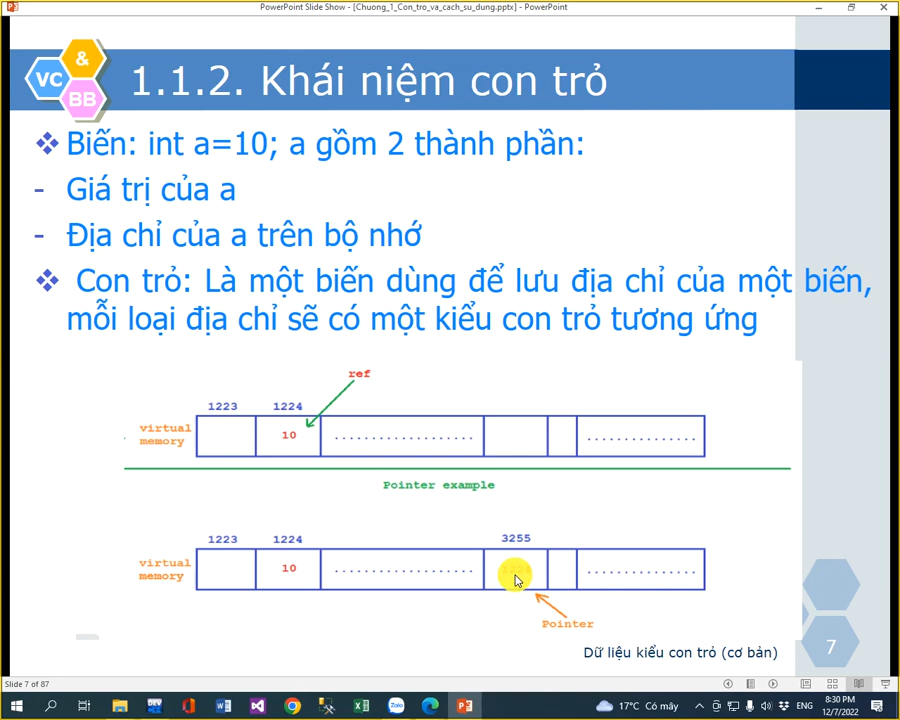 PowerPoint Slide Show - [Chuong_1_Con_tro_va_cach_su_dung.pptx] - PowerPoint
&
VC
BB
1.1.2. Khái niệm con trỏ
❖ Biến: int a=10; a gồm 2 thành phần:
- Giá trị của a
- Địa chỉ của a trên bộ nhớ
❖ Con trỏ: Là một biến dùng để lưu địa chỉ của một biến,
mỗi loại địa chỉ sẽ có một kiểu con trỏ tương ứng
ref
1223 1224
virtual
memory
10 ...................... ..................
Pointer example
1223 1224 3255
virtual
memory
10 ...................... ..................
Pointer
7
Dữ liệu kiểu con trỏ (cơ bản)
Slide 7 of 87
17°C Có mây
ENG
8:30 PM
12/7/2022
DEV
Zalo